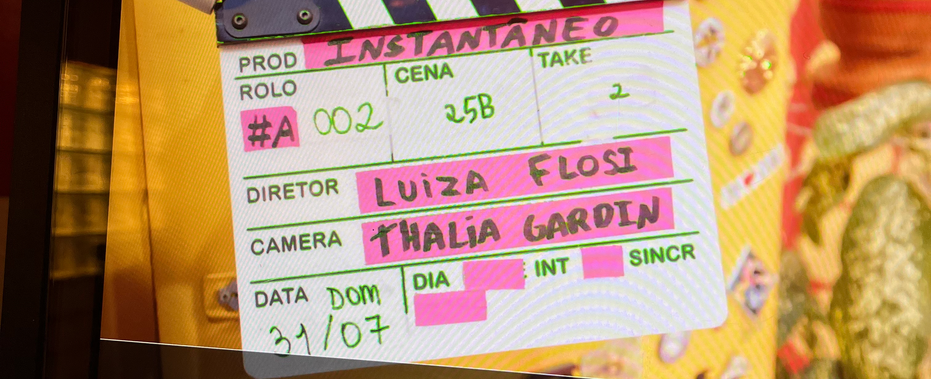 PROD INSTANTÂNEO
ROLO CENA TAKE
#A 002 25B 2
DIRETOR LUIZA FLOSI
CAMERA THALIA GARDIN
DATA DOM DIA INT SINCR
31/07